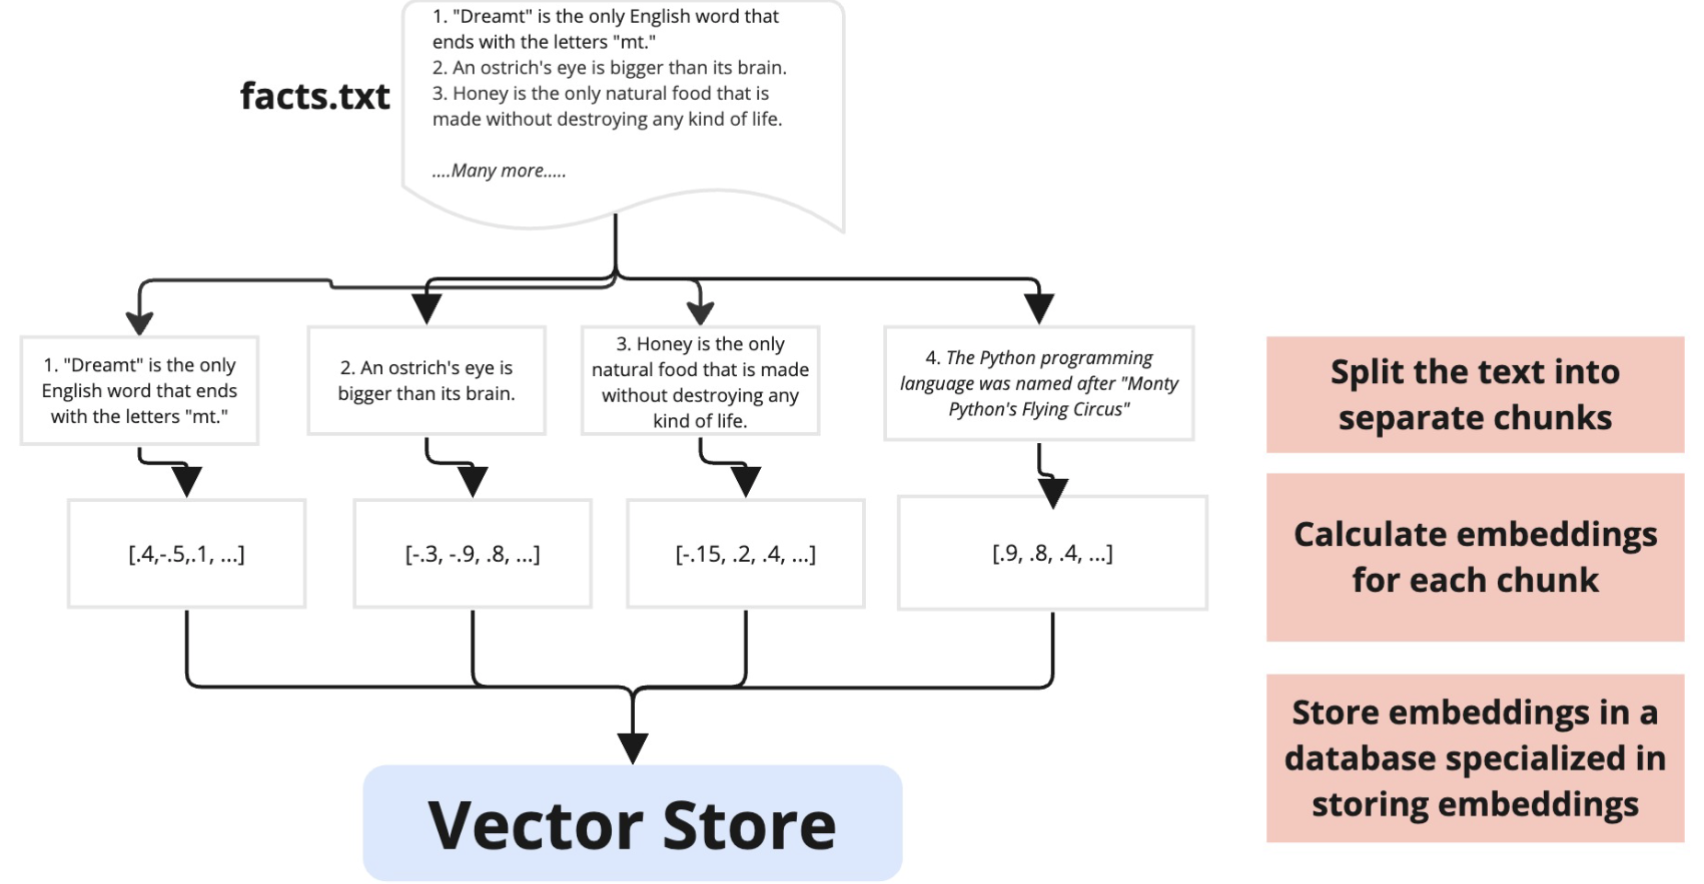 1. "Dreamt" is the only English word that
ends with the letters "mt."
2. An ostrich's eye is bigger than its brain.
3. Honey is the only natural food that is
made without destroying any kind of life.
....Many more.....
facts.txt
1. "Dreamt" is the only
English word that ends
with the letters "mt."
2. An ostrich's eye is
bigger than its brain.
3. Honey is the only
natural food that is made
without destroying any
kind of life.
4. The Python programming
language was named after "Monty
Python's Flying Circus"
Split the text into
separate chunks
[.4,-.5,.1, ...]
[-.3, -.9, .8, ...]
[-.15, .2, .4, ...]
[.9, .8, .4, ...]
Calculate embeddings
for each chunk
Store embeddings in a
database specialized in
storing embeddings
Vector Store